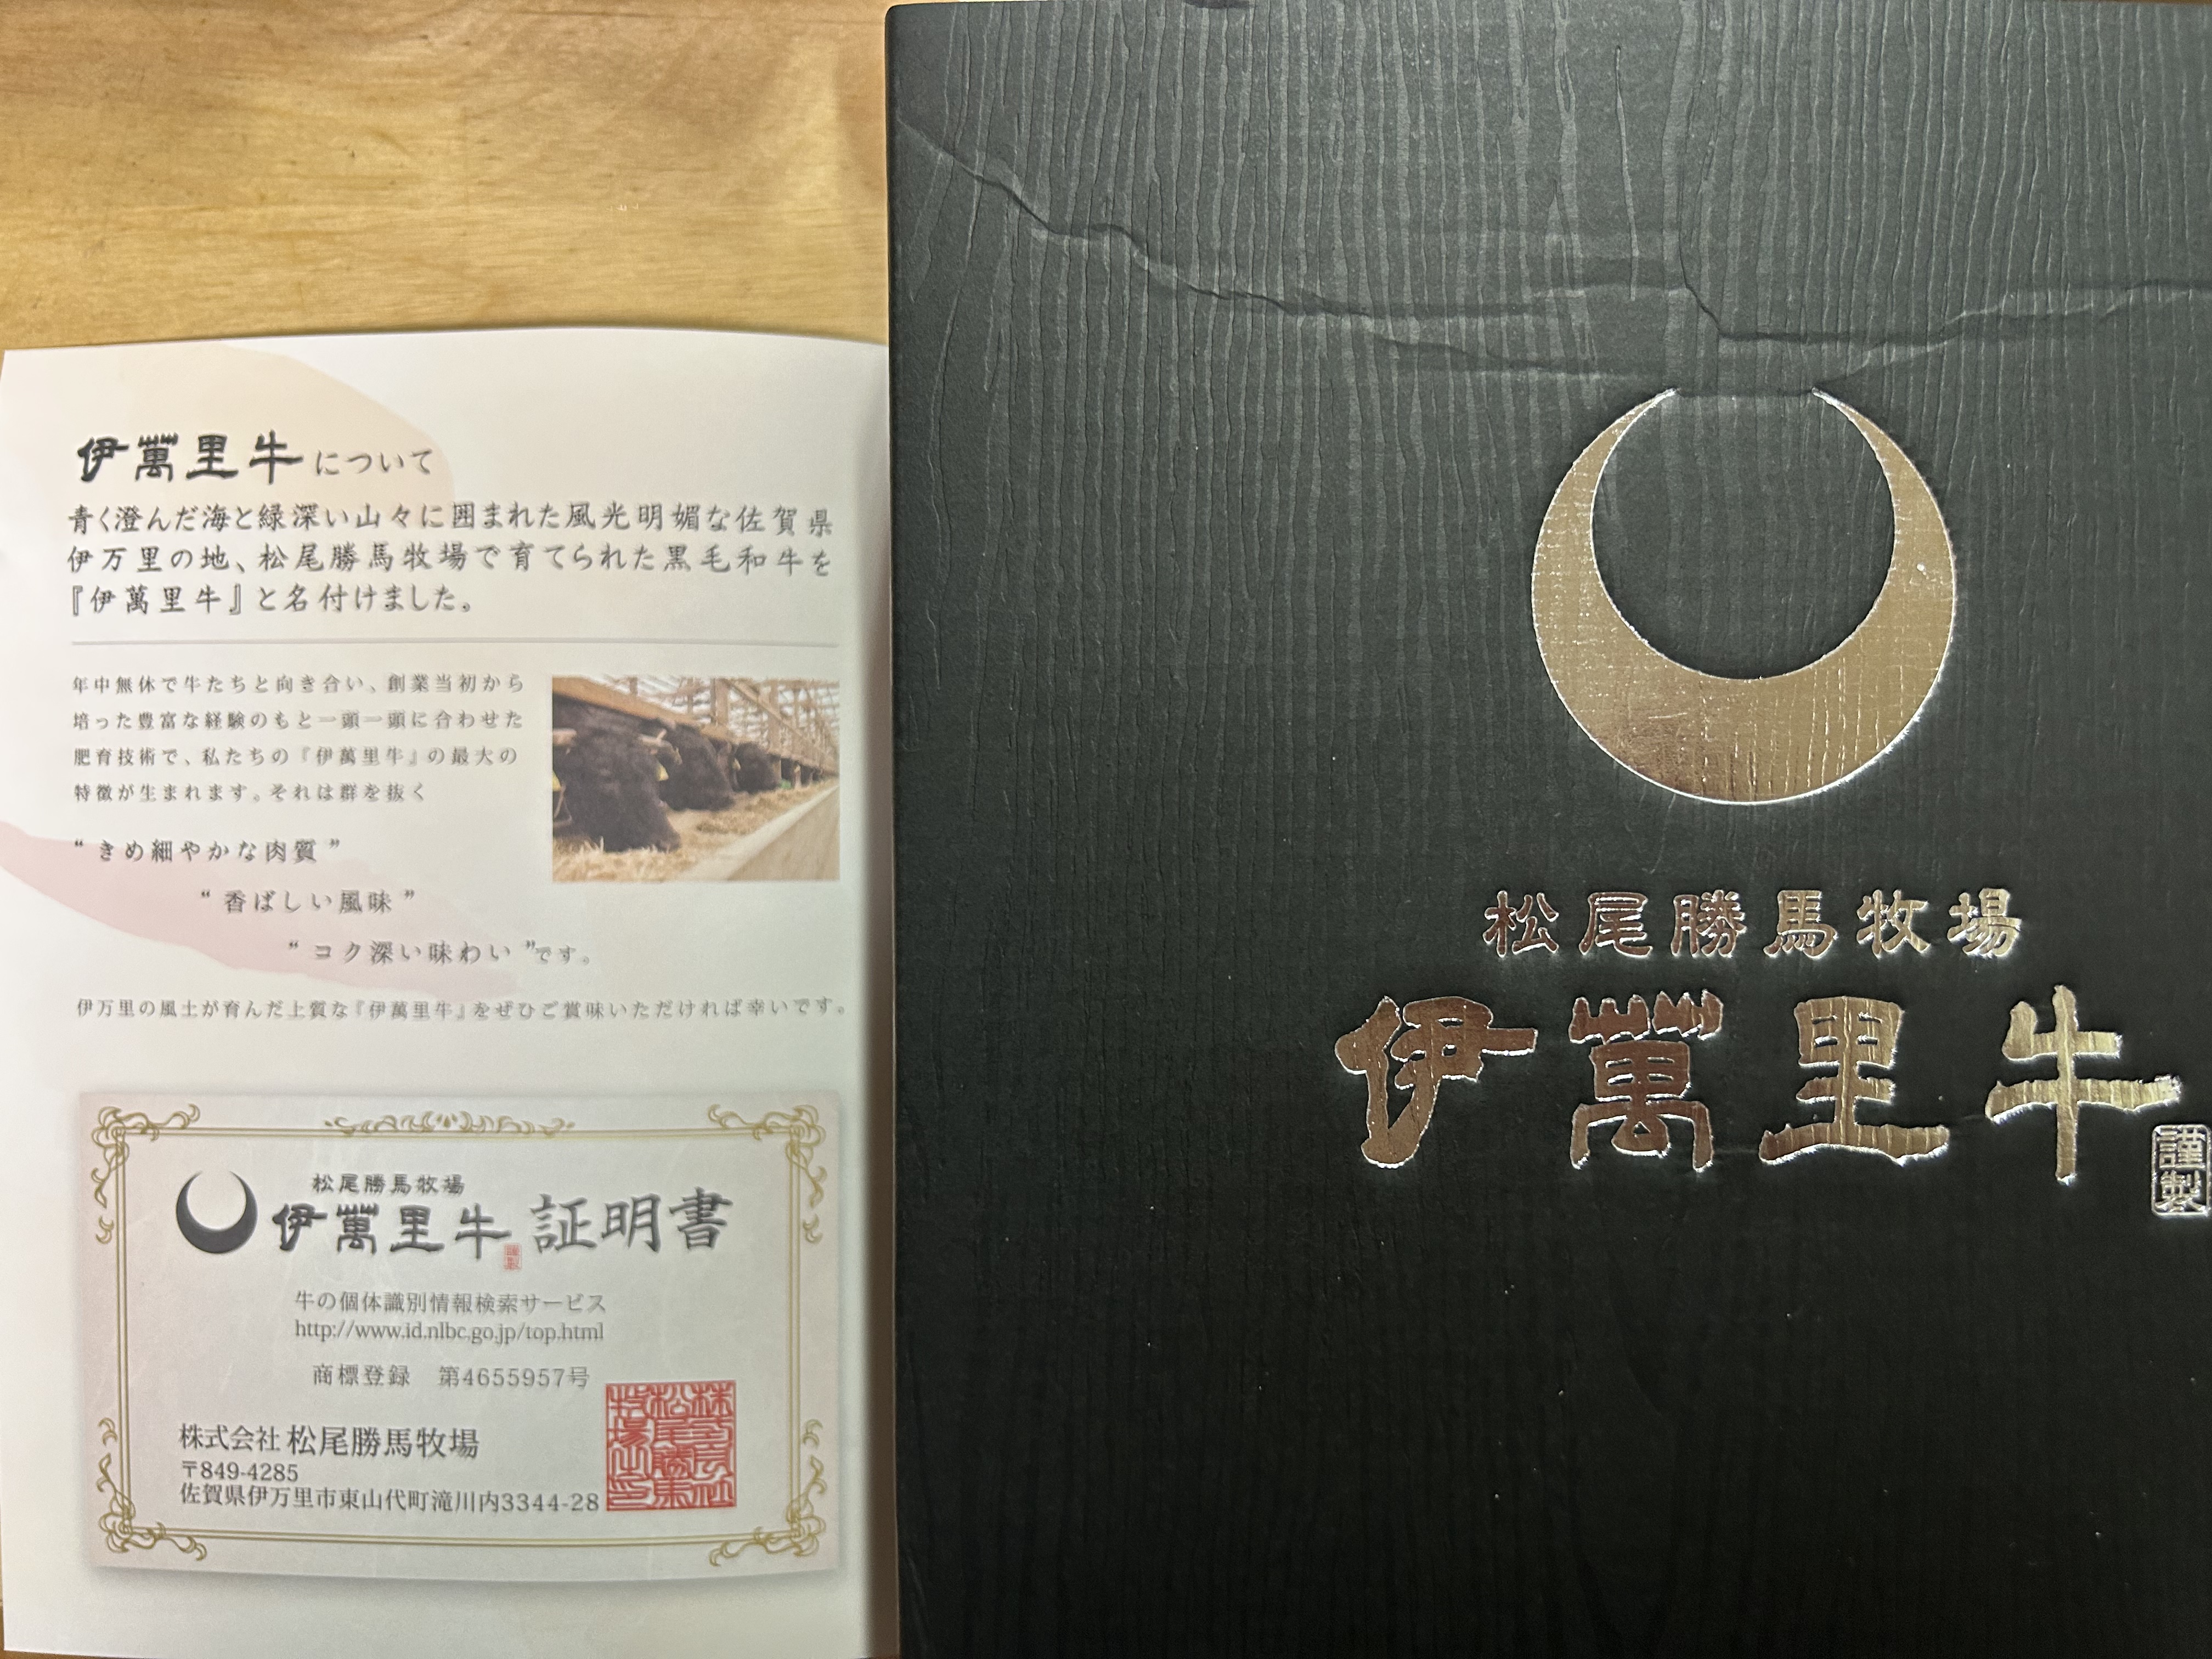 伊萬里牛について
青く澄んだ海と緑深い山々に囲まれた風光明媚な佐賀県
伊万里の地、松尾勝馬牧場で育てられた黒毛和牛を
『伊萬里牛』と名付けました。
年中無休で牛たちと向き合い、創業当初から
培った豊富な経験のもと一頭一頭に合わせた
肥育技術で、私たちの『伊萬里牛』の最大の
特徴が生まれます。それは群を抜く
“きめ細やかな肉質”
“香ばしい風味”
“コク深い味わい”です。
伊万里の風土が育んだ上質な『伊萬里牛』をぜひご賞味いただければ幸いです。
松尾勝馬牧場
伊萬里牛 証明書
謹製
牛の個体識別情報検索サービス
http://www.id.nlbc.go.jp/top.html
商標登録 第4655957号
株式会社 松尾勝馬牧場
〒849-4285
佐賀県伊万里市東山代町滝川内3344-28
株式会社
松尾勝馬
牧場之印
松尾勝馬牧場
伊萬里牛
謹製